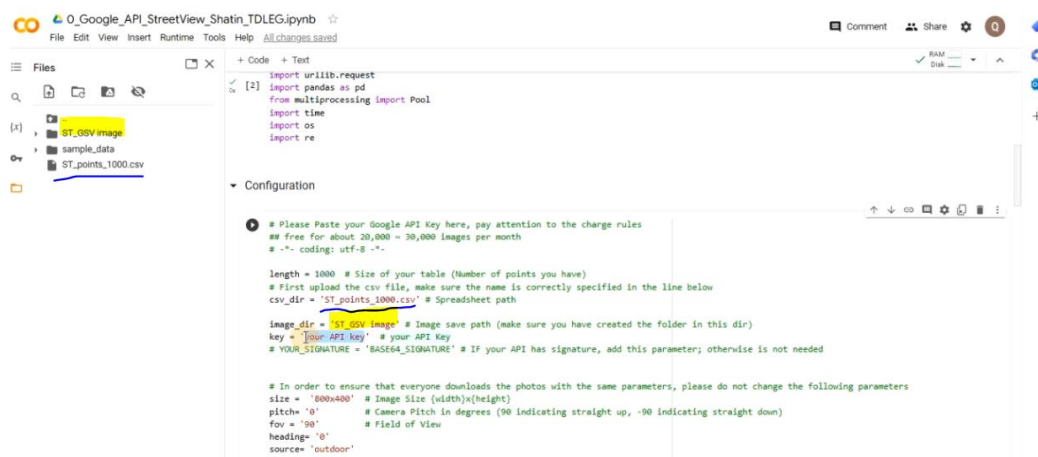 0_Google_API_StreetView_Shatin_TDLEG.ipynb
File Edit View Insert Runtime Tools Help All changes saved
Comment Share Q
Files
+ Code + Text
RAM
Disk
import urllib.request
[2] import pandas as pd
from multiprocessing import Pool
import time
import os
import re
..
ST_GSV image
sample_data
ST_points_1000.csv
{x}
Configuration
# Please Paste your Google API Key here, pay attention to the charge rules
## free for about 20,000 ~ 30,000 images per month
# -*- coding: utf-8 -*-
length = 1000 # Size of your table (Number of points you have)
# First upload the csv file, make sure the name is correctly specified in the line below
csv_dir = 'ST_points_1000.csv' # Spreadsheet path
image_dir = 'ST_GSV image' # Image save path (make sure you have created the folder in this dir)
key = 'your API key' # your API Key
# YOUR_SIGNATURE = 'BASE64_SIGNATURE' # IF your API has signature, add this parameter; otherwise is not needed
# In order to ensure that everyone downloads the photos with the same parameters, please do not change the following parameters
size = '800x400' # Image Size {width}x{height}
pitch= '0' # Camera Pitch in degrees (90 indicating straight up, -90 indicating straight down)
fov = '90' # Field of View
heading= '0'
source= 'outdoor'